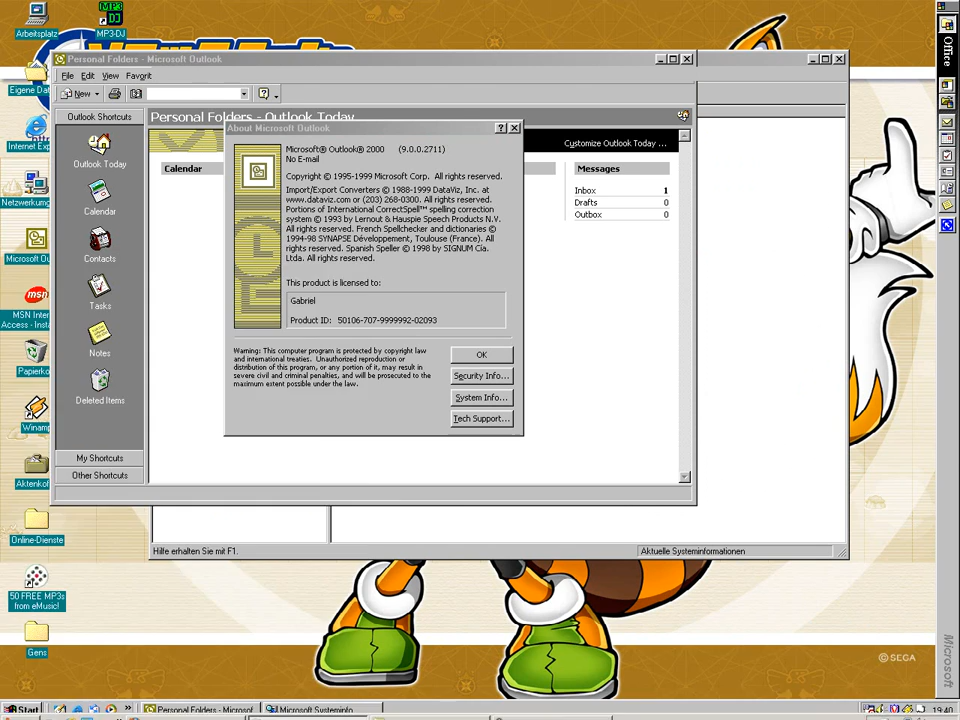 Arbeitsplatz
MP3-DJ
Eigene Dat
Internet Exp
Netzwerkumg
Microsoft Ou
MSN Inter
Access - Insta
Papierko
Winamp
Aktenkof
Online-Dienste
50 FREE MP3s
from eMusic!
Gens
Personal Folders - Microsoft Outlook
File Edit View Favorit
New
Outlook Shortcuts
Outlook Today
Calendar
Contacts
Tasks
Notes
Deleted Items
My Shortcuts
Other Shortcuts
Personal Folders - Outlook Today
Customize Outlook Today ...
Calendar
Messages
Inbox 1
Drafts 0
Outbox 0
About Microsoft Outlook
Microsoft® Outlook® 2000 (9.0.0.2711)
No E-mail
Copyright © 1995-1999 Microsoft Corp. All rights reserved.
Import/Export Converters © 1988-1999 DataViz, Inc. at
www.dataviz.com or (203) 268-0300. All rights reserved.
Portions of International CorrectSpell™ spelling correction
system © 1993 by Lernout & Hauspie Speech Products N.V.
All rights reserved. French Spellchecker and dictionaries ©
1994-98 SYNAPSE Développement, Toulouse (France). All
rights reserved. Spanish Speller © 1998 by SIGNUM Cía.
Ltda. All rights reserved.
This product is licensed to:
Gabriel
Product ID: 50106-707-9999992-02093
Warning: This computer program is protected by copyright law
and international treaties. Unauthorized reproduction or
distribution of this program, or any portion of it, may result in
severe civil and criminal penalties, and will be prosecuted to the
maximum extent possible under the law.
OK
Security Info...
System Info...
Tech Support...
Hilfe erhalten Sie mit F1.
Aktuelle Systeminformationen
Office
Microsoft
© SEGA
Start
Personal Folders - Microsof
Microsoft Systeminfo
19:40